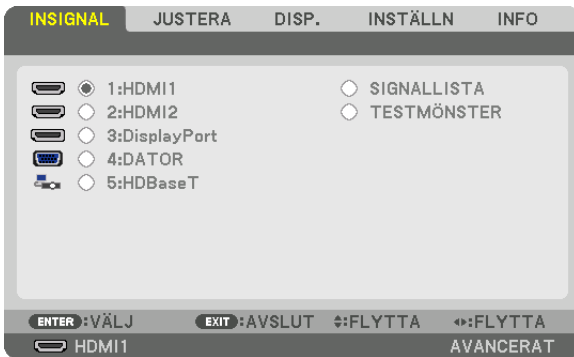 INSIGNAL JUSTERA DISP. INSTÄLLN INFO
1:HDMI1 SIGNALLISTA
2:HDMI2 TESTMÖNSTER
3:DisplayPort
4:DATOR
5:HDBaseT
ENTER:VÄLJ EXIT:AVSLUT :FLYTTA :FLYTTA
HDMI1 AVANCERAT